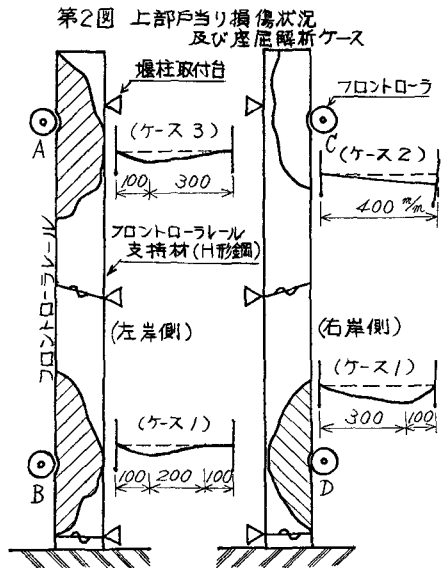 第2図 上部戸当り損傷状況
及び座屈解析ケース
堰柱取付台
フロントローラ
A
C
(ケース3)
(ケース2)
100 300
400 m/m
フロントローラレール
フロントローラレール
支持材(H形鋼)
(左岸側)
(右岸側)
(ケース1)
(ケース1)
300 100
100 200 100
B
D